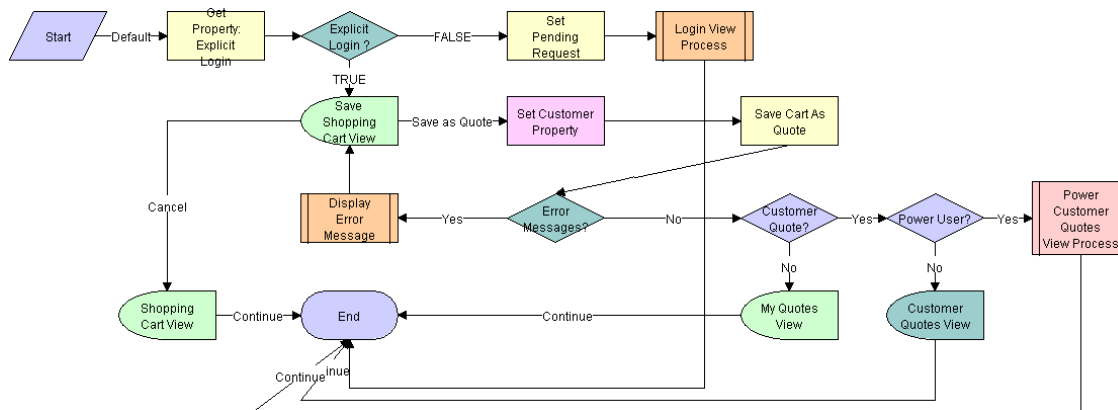 Start
Default
Get
Property:
Explicit
Login
Explicit
Login ?
FALSE
Set
Pending
Request
Login View
Process
TRUE
Save
Shopping
Cart View
Save as Quote
Set Customer
Property
Save Cart As
Quote
Cancel
Display
Error
Message
Yes
Error
Messages?
No
Customer
Quote?
Yes
Power User?
Yes
Power
Customer
Quotes
View Process
No
No
Shopping
Cart View
Continue
End
Continue
My Quotes
View
Customer
Quotes View
Continue
inue